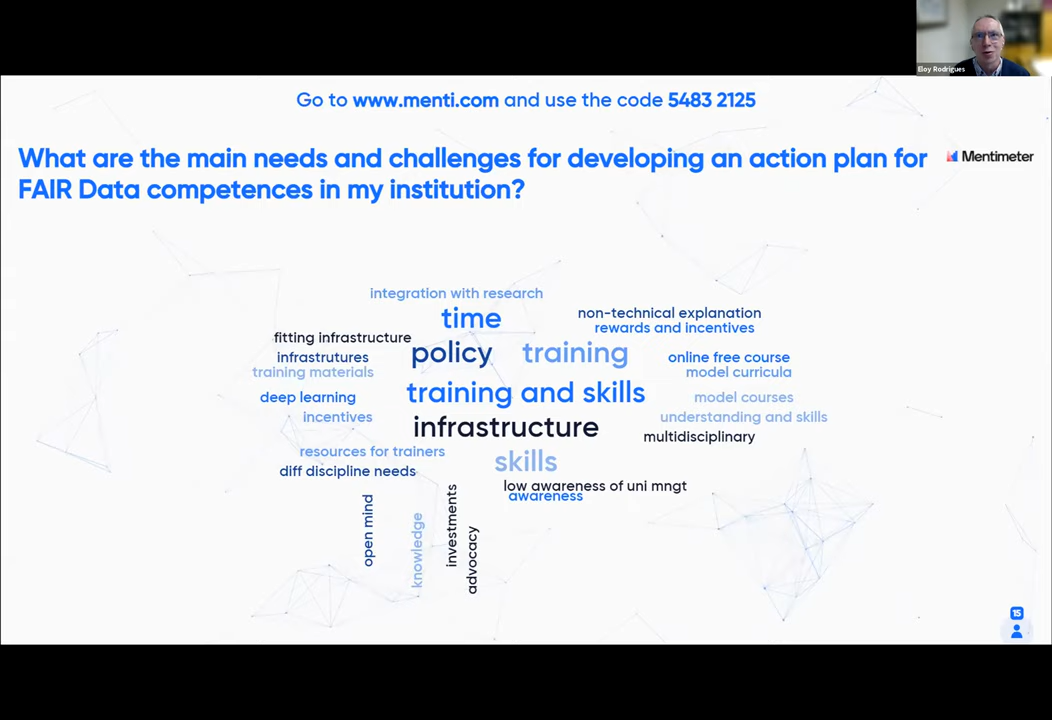 Eloy Rodrigues
Go to www.menti.com and use the code 5483 2125
What are the main needs and challenges for developing an action plan for
FAIR Data competences in my institution?
Mentimeter
integration with research
time
non-technical explanation
rewards and incentives
fitting infrastructure
policy
training
infrastrutures
online free course
training materials
model curricula
training and skills
deep learning
model courses
incentives
understanding and skills
infrastructure
multidisciplinary
resources for trainers
skills
diff discipline needs
low awareness of uni mngt
awareness
open mind
knowledge
investments
advocacy
15